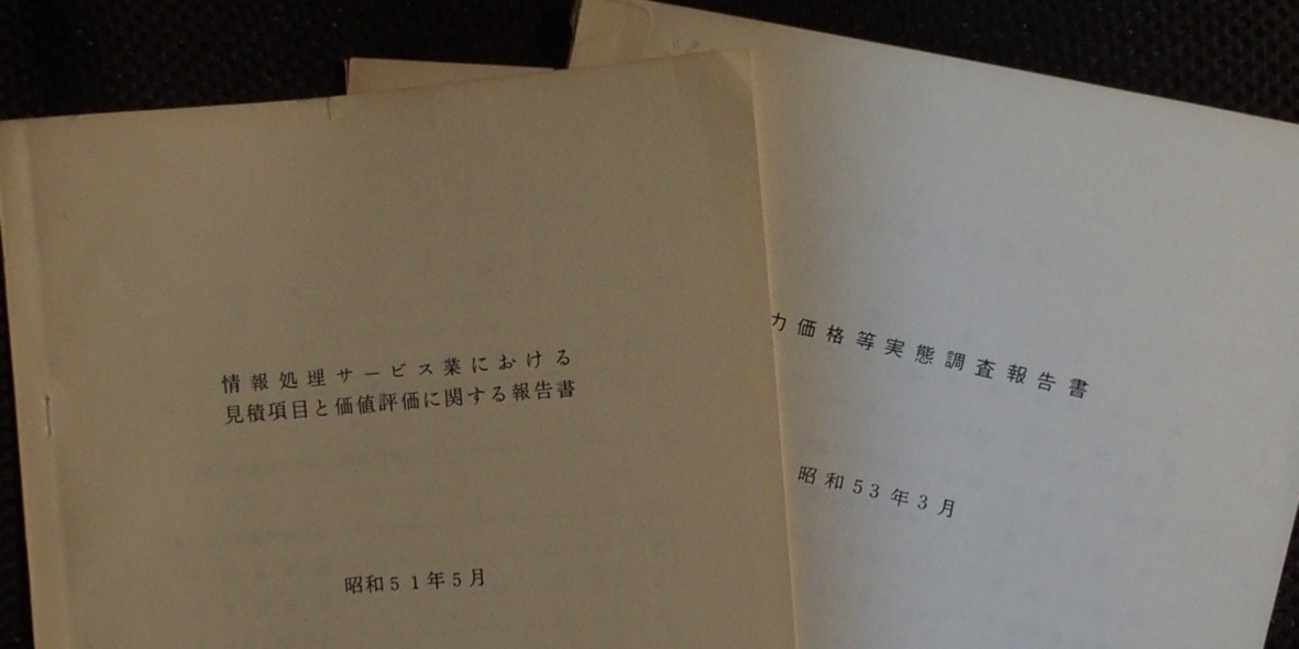 情報処理サービス業における
見積項目と価値評価に関する報告書
昭和51年5月
力価格等実態調査報告書
昭和53年3月